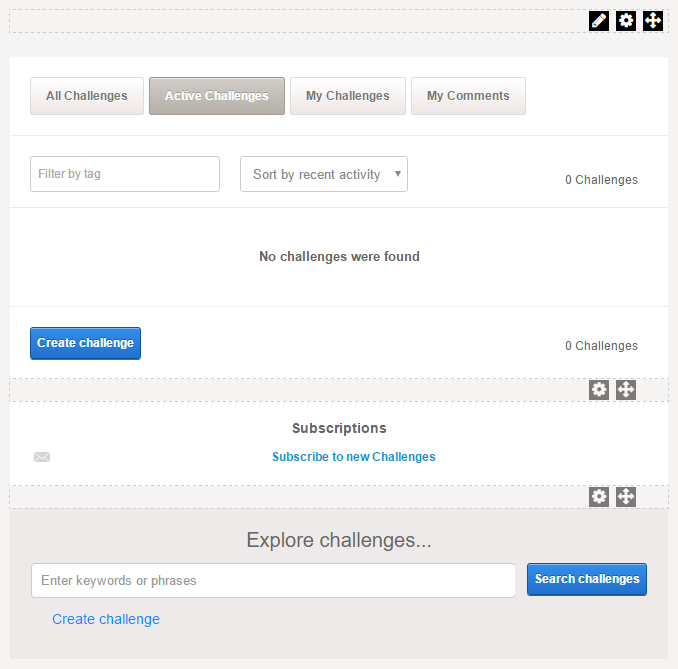 All Challenges Active Challenges My Challenges My Comments
Filter by tag Sort by recent activity 0 Challenges
No challenges were found
Create challenge 0 Challenges
Subscriptions
Subscribe to new Challenges
Explore challenges...
Enter keywords or phrases Search challenges
Create challenge